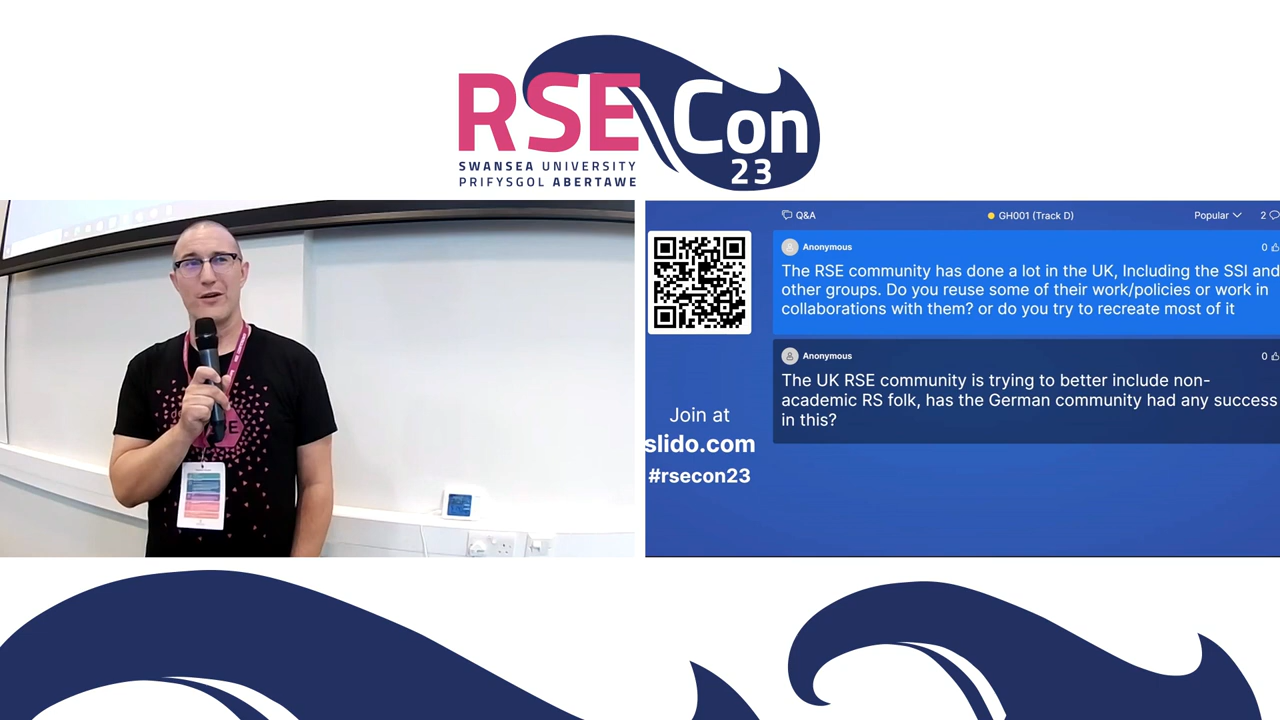 RSE Con
23
SWANSEA UNIVERSITY
PRIFYSGOL ABERTAWE
Q&A
GH001 (Track D)
Popular
2
Anonymous
0
The RSE community has done a lot in the UK, Including the SSI and
other groups. Do you reuse some of their work/policies or work in
collaborations with them? or do you try to recreate most of it
Anonymous
0
The UK RSE community is trying to better include non-
academic RS folk, has the German community had any success
in this?
Join at
slido.com
#rsecon23